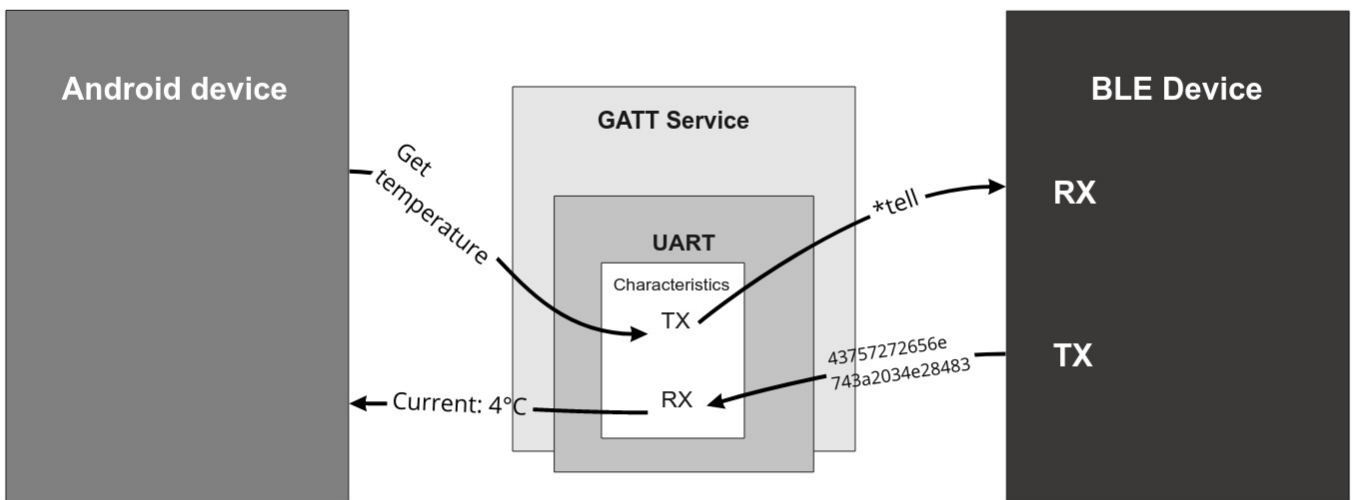 Android device
BLE Device
GATT Service
Get
temperature
*tell
RX
UART
Characteristics
TX
43757272656e
743a2034e28483
TX
RX
Current: 4°C